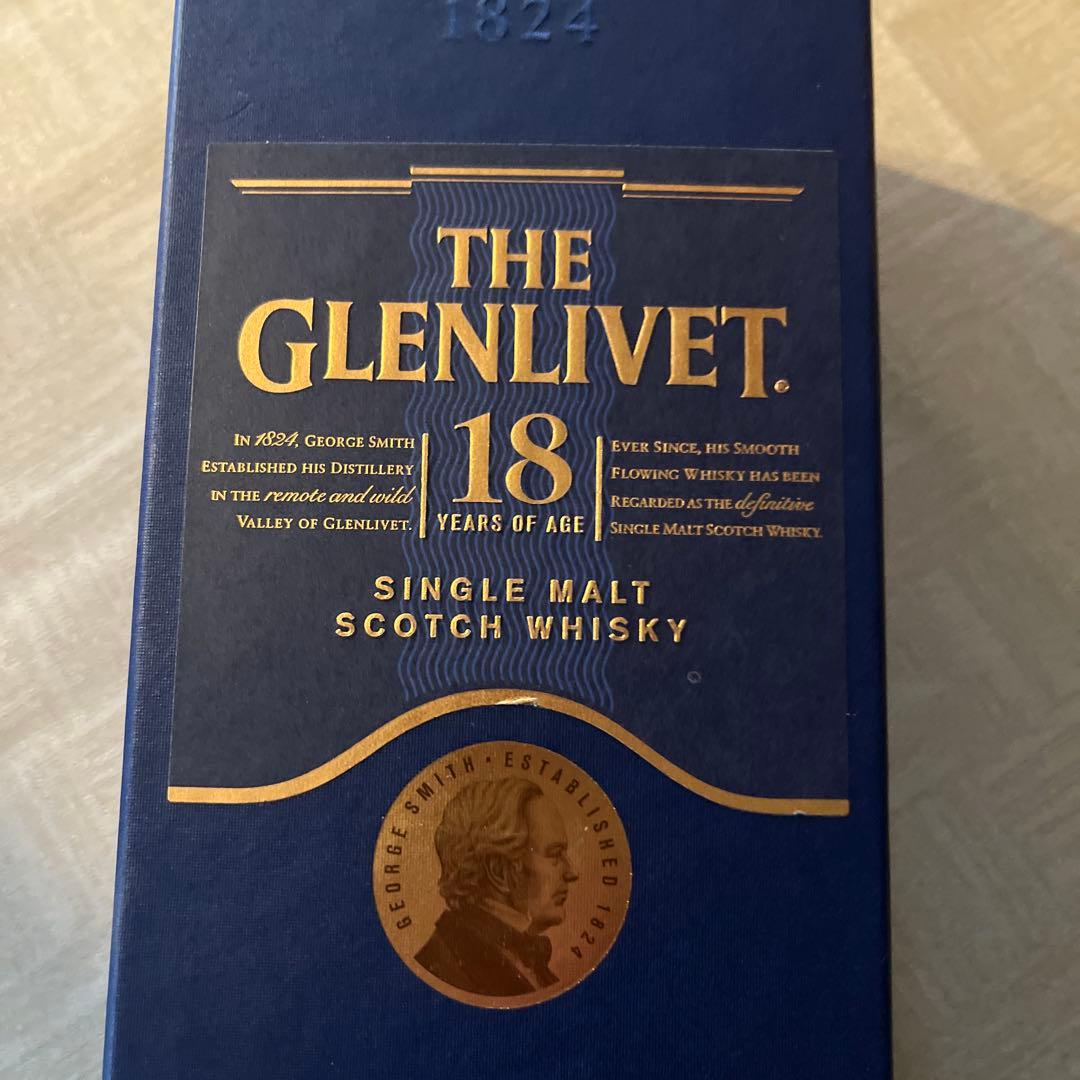 1824
THE
GLENLIVET.
IN 1824, GEORGE SMITH
ESTABLISHED HIS DISTILLERY
IN THE remote and wild
VALLEY OF GLENLIVET.
18
YEARS OF AGE
EVER SINCE, HIS SMOOTH
FLOWING WHISKY HAS BEEN
REGARDED AS THE definitive
SINGLE MALT SCOTCH WHISKY.
SINGLE MALT
SCOTCH WHISKY
GEORGE SMITH · ESTABLISHED 1824